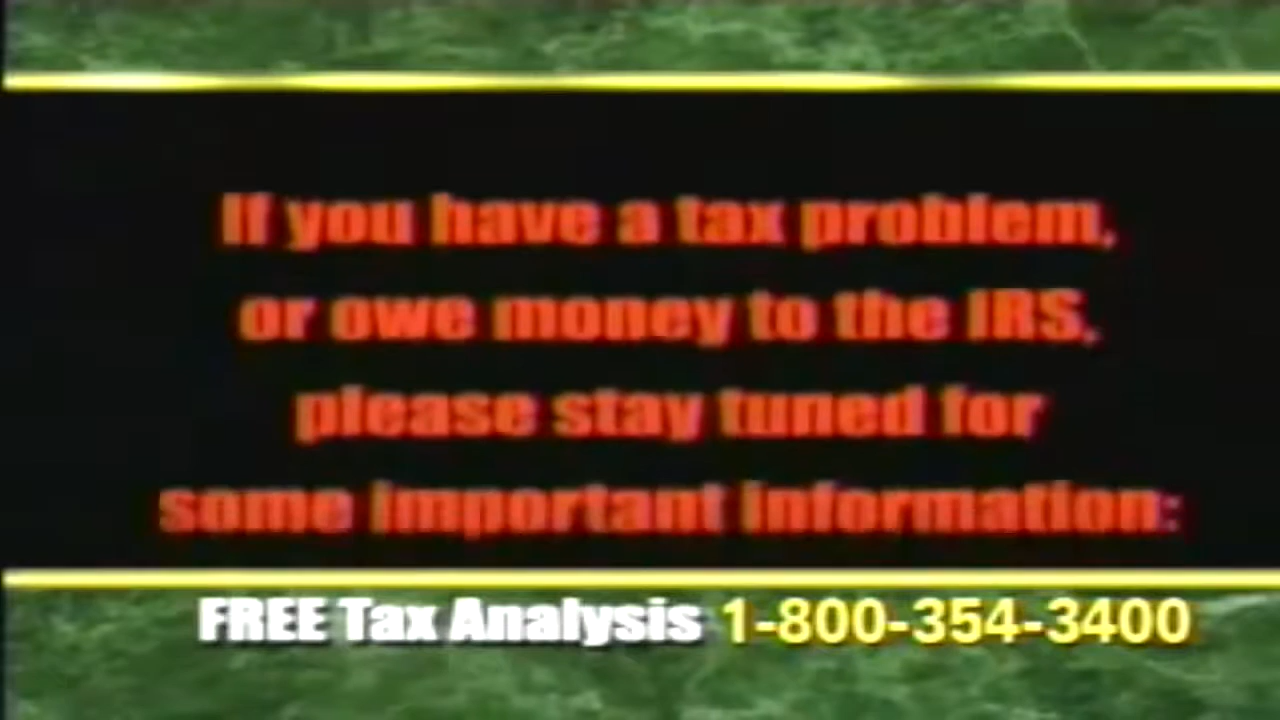 If you have a tax problem,
or owe money to the IRS,
please stay tuned for
some important information:
FREE Tax Analysis 1-800-354-3400